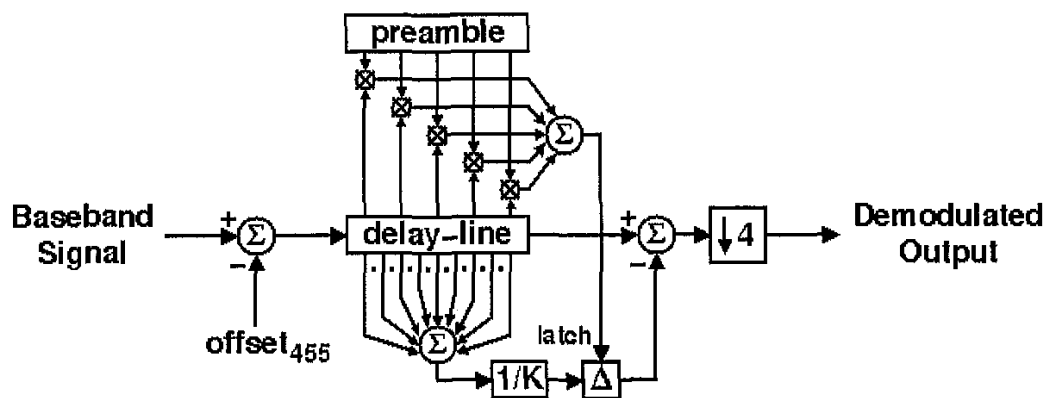 preamble
Σ
Baseband
Signal
+
Σ
−
delay–line
+
Σ
−
↓4
Demodulated
Output
offset455
Σ
latch
1/K
Δ